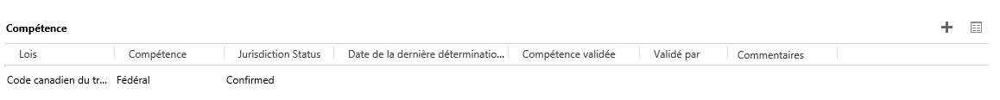 Compétence
Lois Compétence Jurisdiction Status Date de la dernière déterminatio... Compétence validée Validé par Commentaires
Code canadien du tr... Fédéral Confirmed